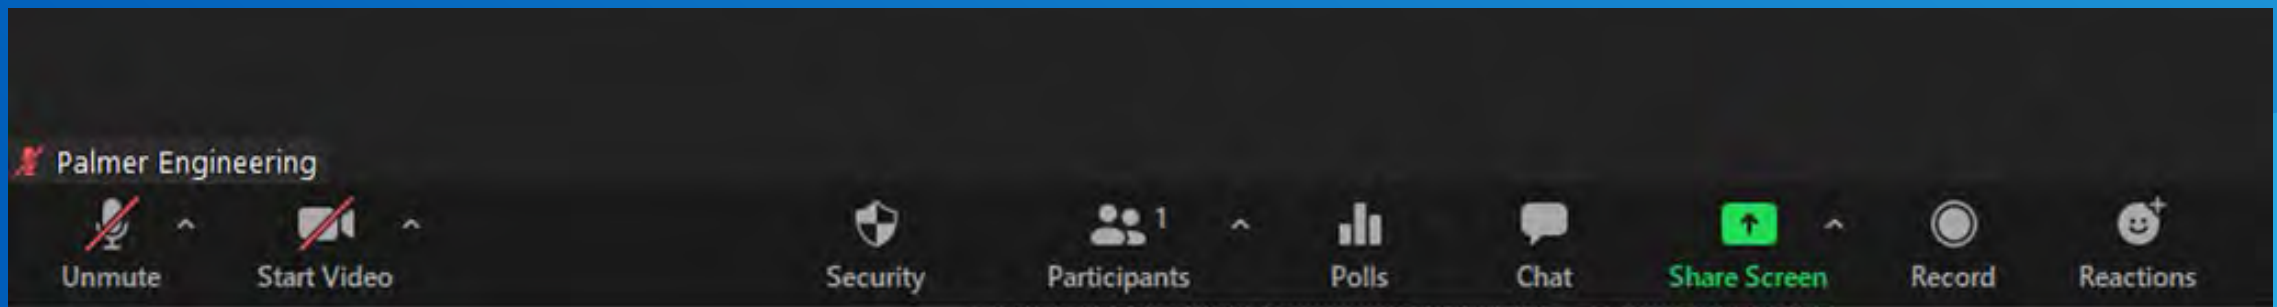 Palmer Engineering
1
Unmute Start Video Security Participants Polls Chat Share Screen Record Reactions